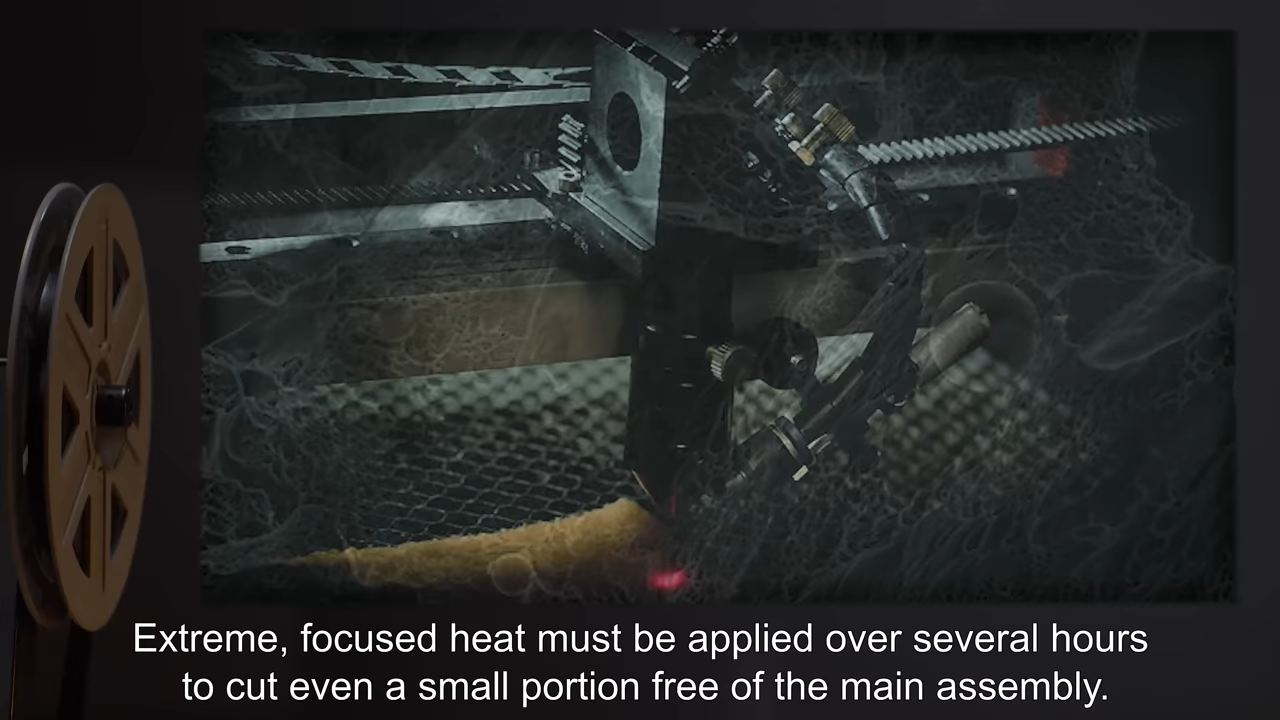 Extreme, focused heat must be applied over several hours
to cut even a small portion free of the main assembly.